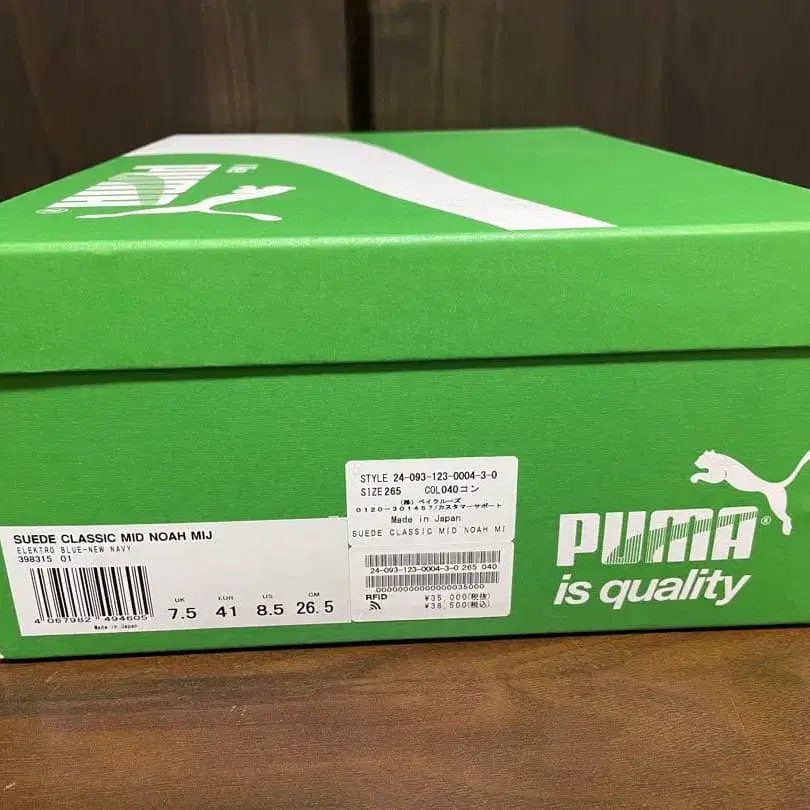 the
PUMA®
SUEDE CLASSIC MID NOAH MIJ
ELEKTRO BLUE-NEW NAVY
398315 01
UK EUR US CM
7.5 41 8.5 26.5
4 067982 494605
Made in Japan
STYLE 24-093-123-0004-3-0
SIZE265 COL040コン
(株) ベイクルーズ
0120-301457/カスタマーサポート
Made in Japan
SUEDE CLASSIC MID NOAH MI
24-093-123-0004-3-0 265 040
0000000000000000035000
RFID
¥35,000(税抜)
¥38,500(税込)
PUMA®
is quality